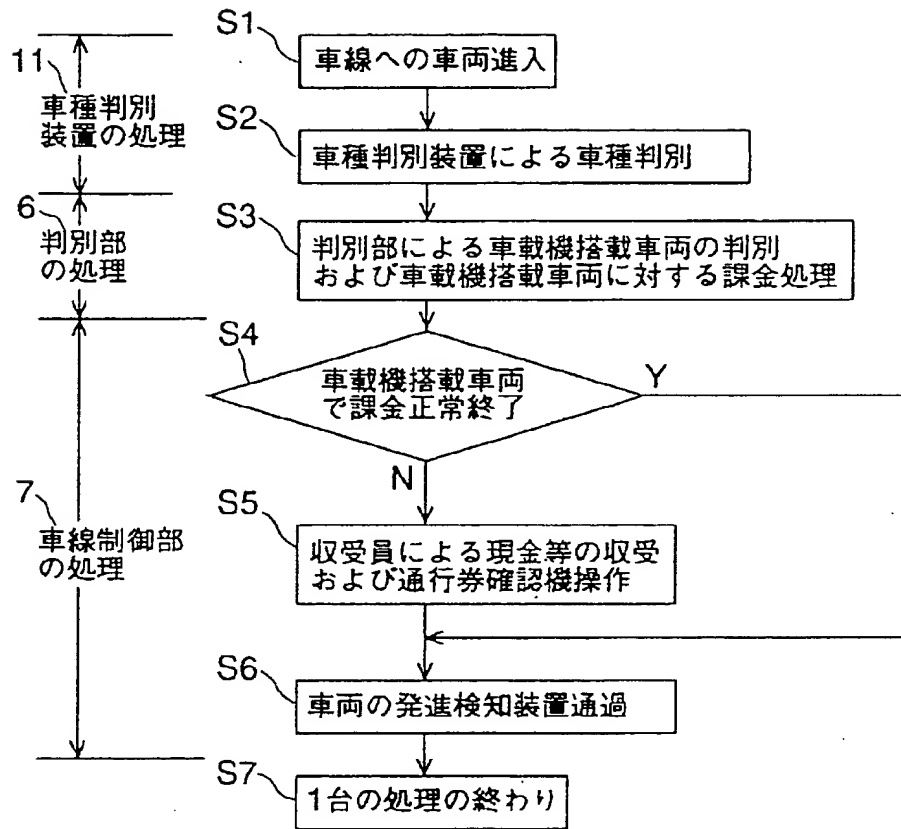 S1
車線への車両進入
11
車種判別
装置の処理
S2
車種判別装置による車種判別
6
判別部
の処理
S3
判別部による車載機搭載車両の判別
および車載機搭載車両に対する課金処理
S4
車載機搭載車両
で課金正常終了
Y
N
7
車線制御部
の処理
S5
収受員による現金等の収受
および通行券確認機操作
S6
車両の発進検知装置通過
S7
1台の処理の終わり